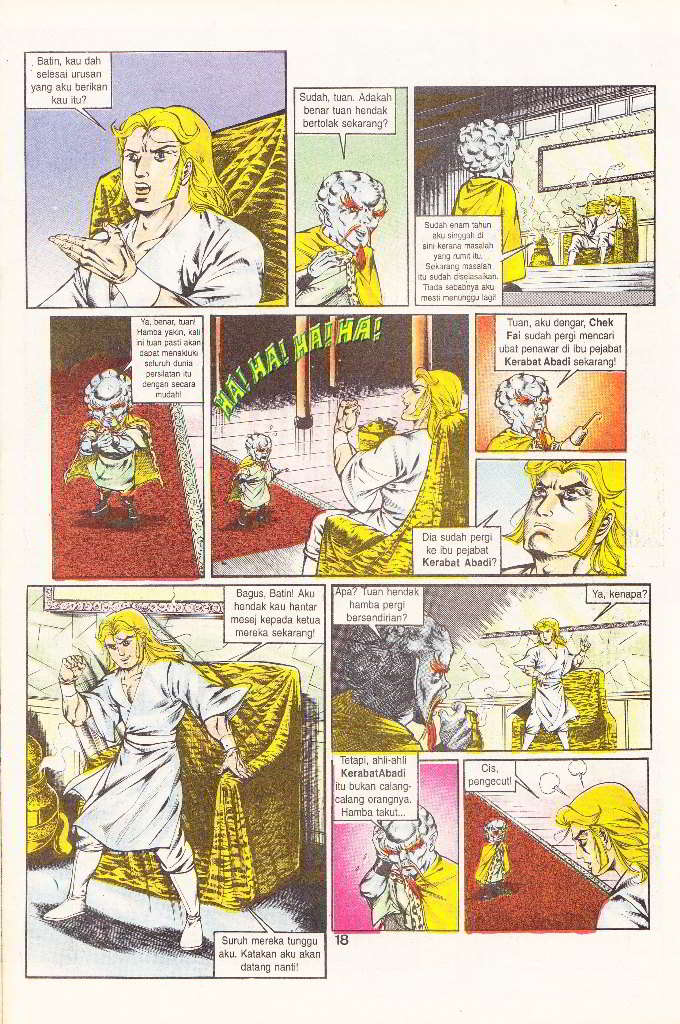 Batin, kau dah
selesai urusan
yang aku berikan
kau itu?
Sudah, tuan. Adakah
benar tuan hendak
bertolak sekarang?
Sudah enam tahun
aku singgah di
sini kerana masalah
yang rumit itu.
Sekarang masalah
itu sudah diselesaikan.
Tiada sebabnya aku
mesti menunggu lagi!
Ya, benar, tuan!
Hamba yakin, kali
ini tuan pasti akan
dapat menakluki
seluruh dunia
persilatan itu
dengan secara
mudah!
HA! HA! HA! HA!
Tuan, aku dengar, Chek
Fai sudah pergi mencari
ubat penawar di ibu pejabat
Kerabat Abadi sekarang!
Dia sudah pergi
ke ibu pejabat
Kerabat Abadi?
Bagus, Batin! Aku
hendak kau hantar
mesej kepada ketua
mereka sekarang!
Suruh mereka tunggu
aku. Katakan aku akan
datang nanti!
Apa? Tuan hendak
hamba pergi
bersendirian?
Ya, kenapa?
Tetapi, ahli-ahli
KerabatAbadi
itu bukan calang-
calang orangnya.
Hamba takut...
Cis,
pengecut!
18